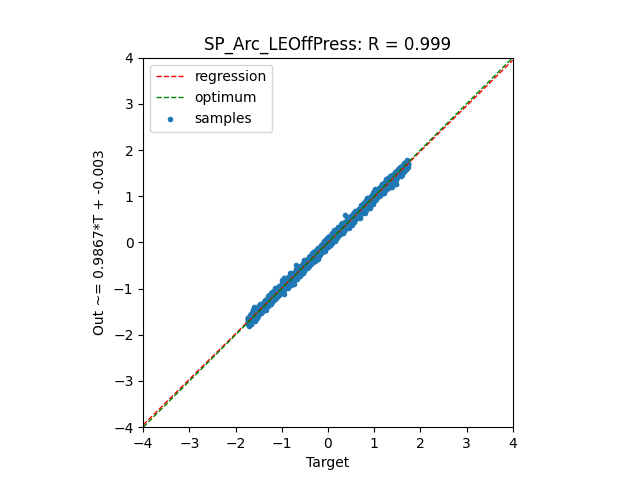 SP_Arc_LEOffPress: R = 0.999
regression
optimum
samples
Out ~= 0.9867*T + -0.003
4
3
2
1
0
−1
−2
−3
−4
−4 −3 −2 −1 0 1 2 3 4
Target